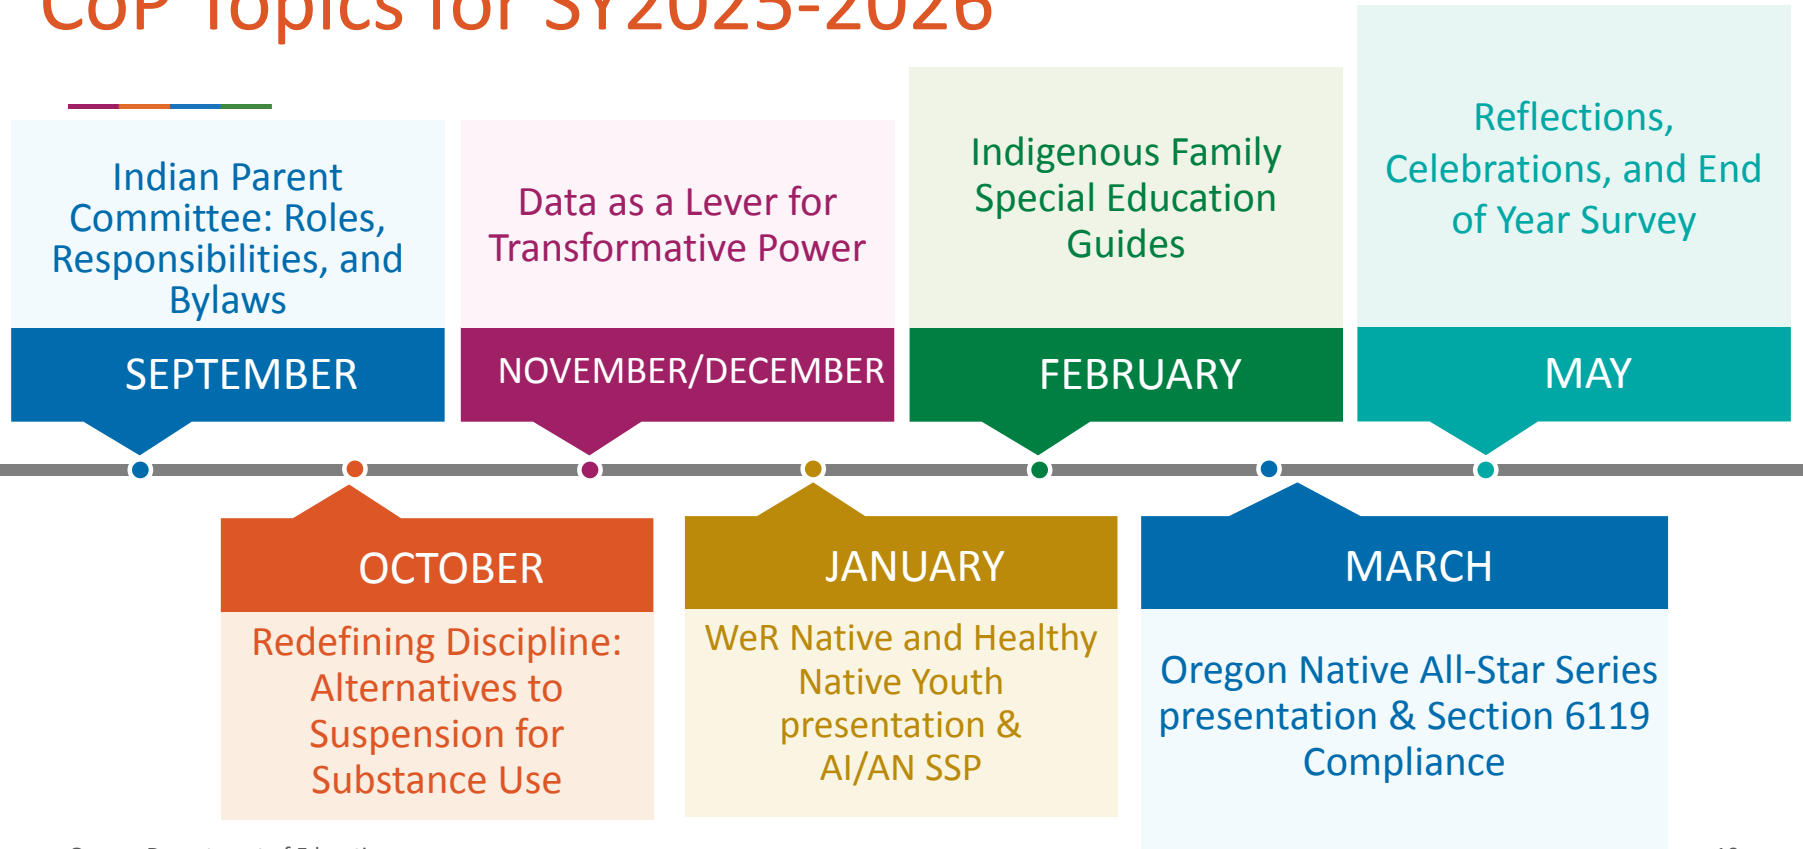 CoP Topics for SY2025-2026
Indian Parent
Committee: Roles,
Responsibilities, and
Bylaws
SEPTEMBER
Data as a Lever for
Transformative Power
NOVEMBER/DECEMBER
Indigenous Family
Special Education
Guides
FEBRUARY
Reflections,
Celebrations, and End
of Year Survey
MAY
OCTOBER
Redefining Discipline:
Alternatives to
Suspension for
Substance Use
JANUARY
WeR Native and Healthy
Native Youth
presentation &
AI/AN SSP
MARCH
Oregon Native All-Star Series
presentation & Section 6119
Compliance